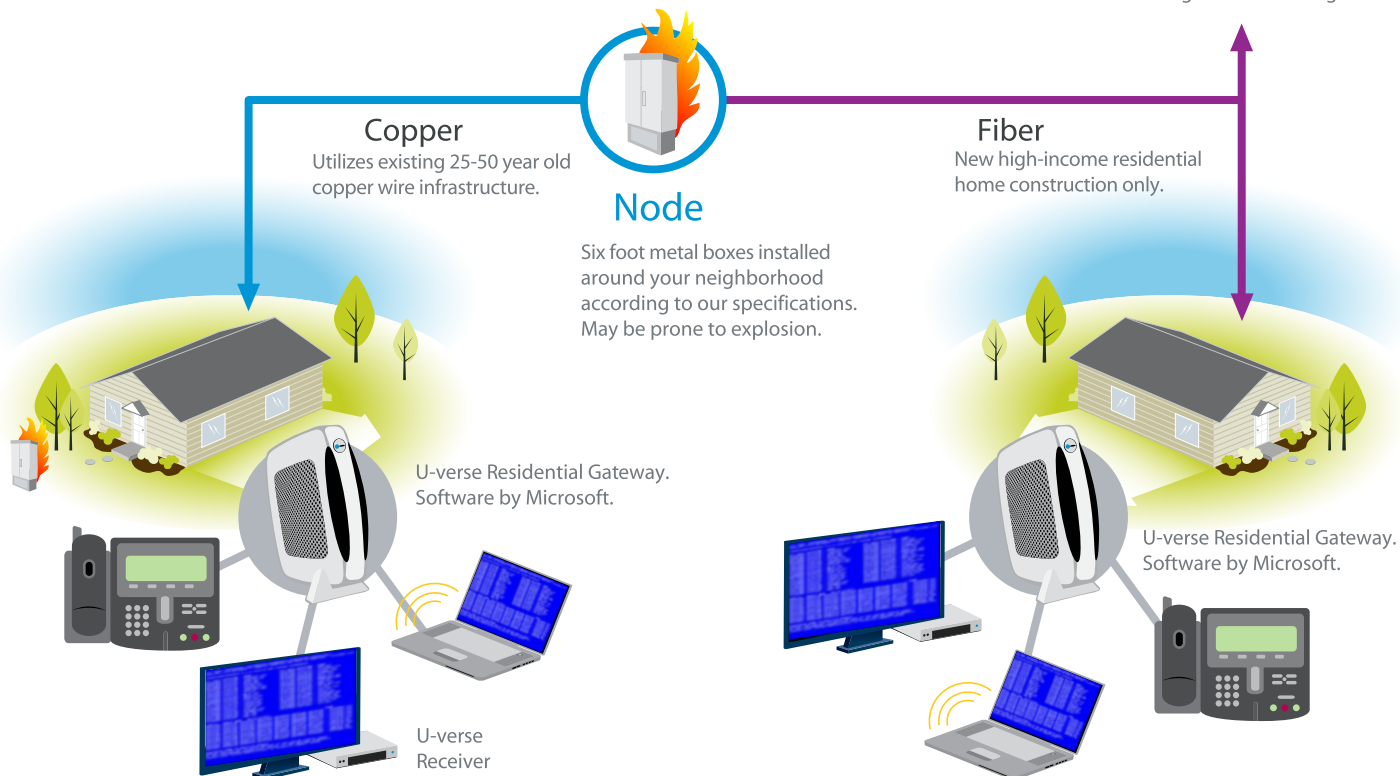 Copper
Utilizes existing 25-50 year old
copper wire infrastructure.
Node
Six foot metal boxes installed
around your neighborhood
according to our specifications.
May be prone to explosion.
Fiber
New high-income residential
home construction only.
U-verse Residential Gateway.
Software by Microsoft.
U-verse
Receiver
U-verse Residential Gateway.
Software by Microsoft.